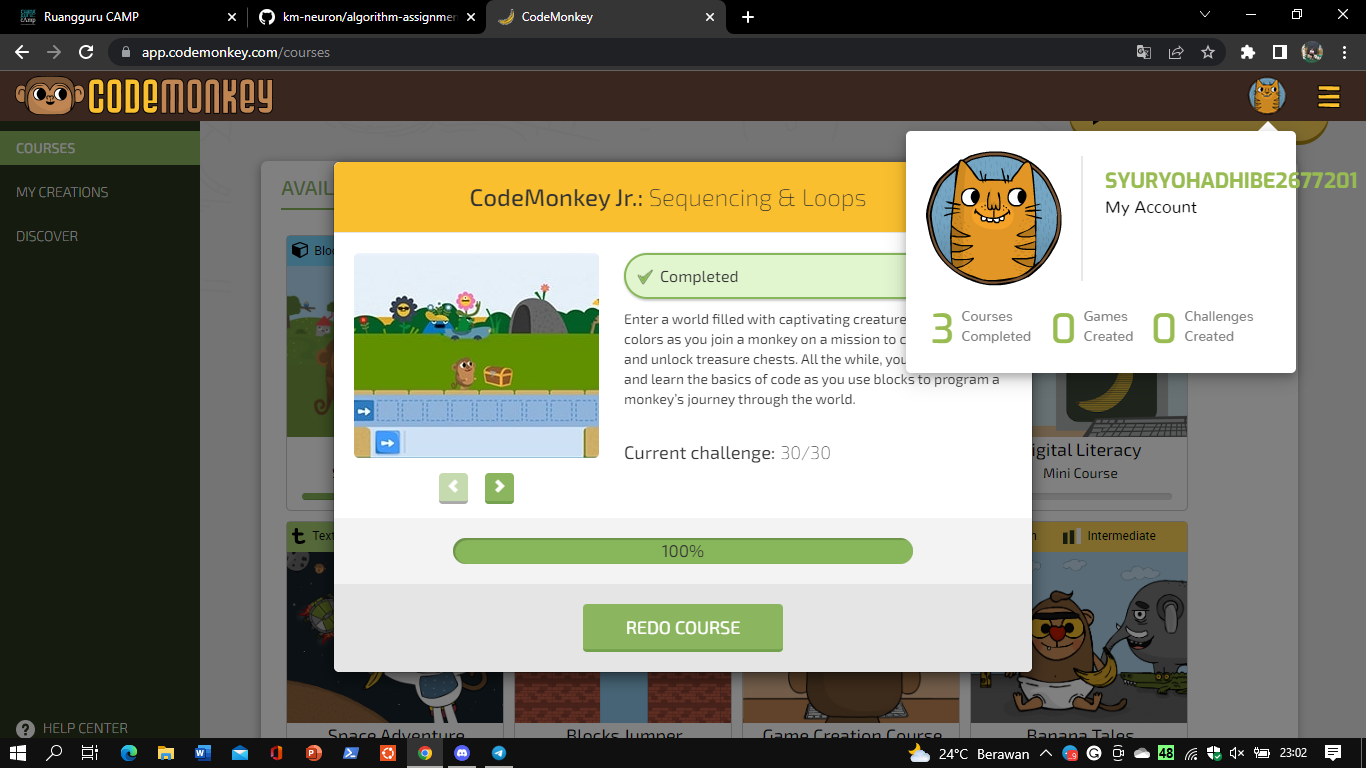 Ruangguru CAMP
km-neuron/algorithm-assignmen
CodeMonkey
app.codemonkey.com/courses
CODEMONKEY
COURSES
MY CREATIONS
DISCOVER
HELP CENTER
AVAIL
Bloc
CodeMonkey Jr.: Sequencing & Loops
Completed
Enter a world filled with captivating creature
colors as you join a monkey on a mission to c
and unlock treasure chests. All the while, you
and learn the basics of code as you use blocks to program a
monkey's journey through the world.
Current challenge: 30/30
100%
REDO COURSE
SYURYOHADHIBE2677201
My Account
3 Courses Completed
0 Games Created
0 Challenges Created
igital Literacy
Mini Course
Text
Intermediate
Space Adventure
Blocks Jumper
Game Creation Course
Banana Tales
24°C Berawan
48
23:02